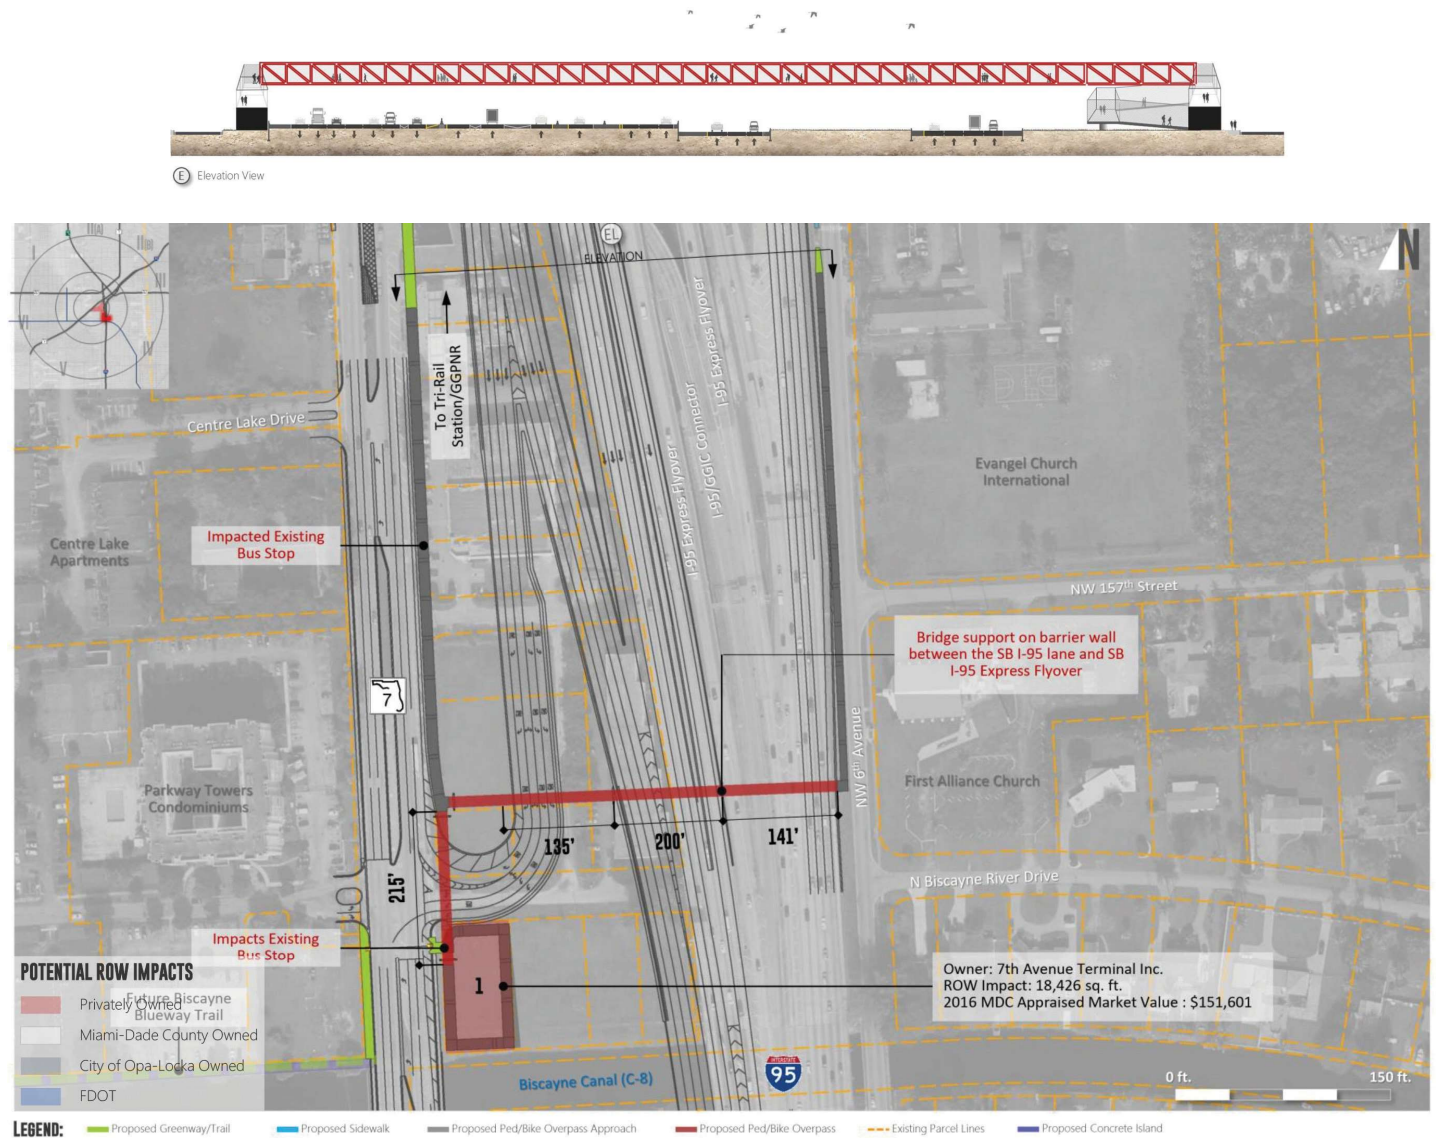 E Elevation View
EL
ELEVATION
N
I-95 Express Flyover
I-95/GGIC Connector
I-95 Express Flyover
To Tri-Rail
Station/GGPNR
Centre Lake Drive
Evangel Church
International
Impacted Existing
Bus Stop
Centre Lake
Apartments
NW 157th Street
Bridge support on barrier wall
between the SB I-95 lane and SB
I-95 Express Flyover
7
NW 6th Avenue
First Alliance Church
Parkway Towers
Condominiums
135'
200'
141'
215'
N Biscayne River Drive
Impacts Existing
Bus Stop
1
Owner: 7th Avenue Terminal Inc.
ROW Impact: 18,426 sq. ft.
2016 MDC Appraised Market Value : $151,601
POTENTIAL ROW IMPACTS
Privately Owned
Future Biscayne
Blueway Trail
Miami-Dade County Owned
City of Opa-Locka Owned
FDOT
Biscayne Canal (C-8)
INTERSTATE
95
0 ft.
150 ft.
LEGEND:
Proposed Greenway/Trail
Proposed Sidewalk
Proposed Ped/Bike Overpass Approach
Proposed Ped/Bike Overpass
Existing Parcel Lines
Proposed Concrete Island